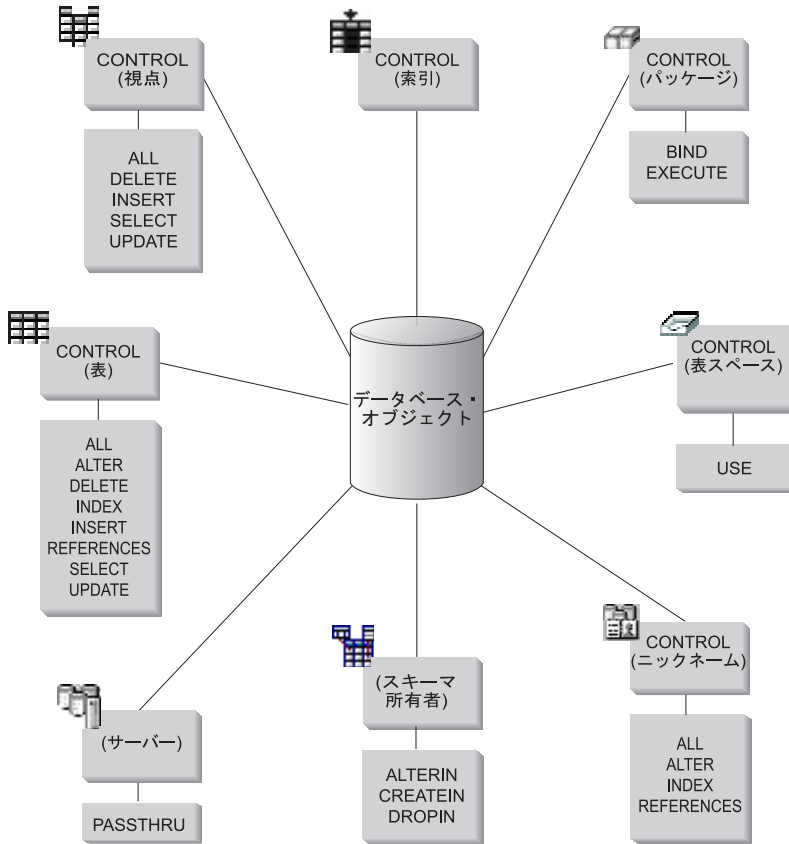 CONTROL
(視点)
ALL
DELETE
INSERT
SELECT
UPDATE
CONTROL
(索引)
CONTROL
(パッケージ)
BIND
EXECUTE
CONTROL
(表)
ALL
ALTER
DELETE
INDEX
INSERT
REFERENCES
SELECT
UPDATE
データベース・
オブジェクト
CONTROL
(表スペース)
USE
(サーバー)
PASSTHRU
(スキーマ
所有者)
ALTERIN
CREATEIN
DROPIN
CONTROL
(ニックネーム)
ALL
ALTER
INDEX
REFERENCES